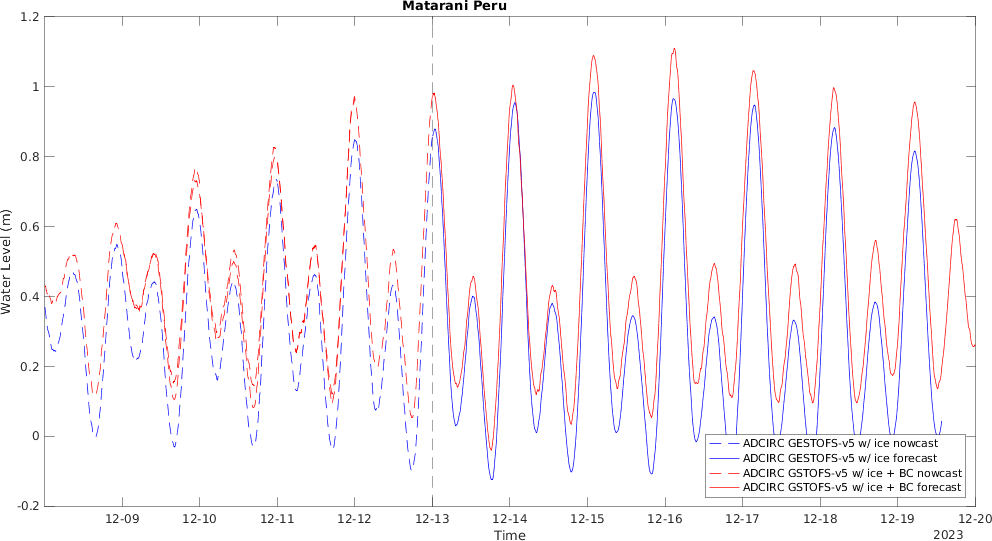 Matarani Peru
1.2
1
0.8
0.6
0.4
0.2
0
-0.2
Water Level (m)
ADCIRC GESTOFS-v5 w/ ice nowcast
ADCIRC GESTOFS-v5 w/ ice forecast
ADCIRC GSTOFS-v5 w/ ice + BC nowcast
ADCIRC GSTOFS-v5 w/ ice + BC forecast
12-09 12-10 12-11 12-12 12-13 12-14 12-15 12-16 12-17 12-18 12-19 12-20
Time
2023